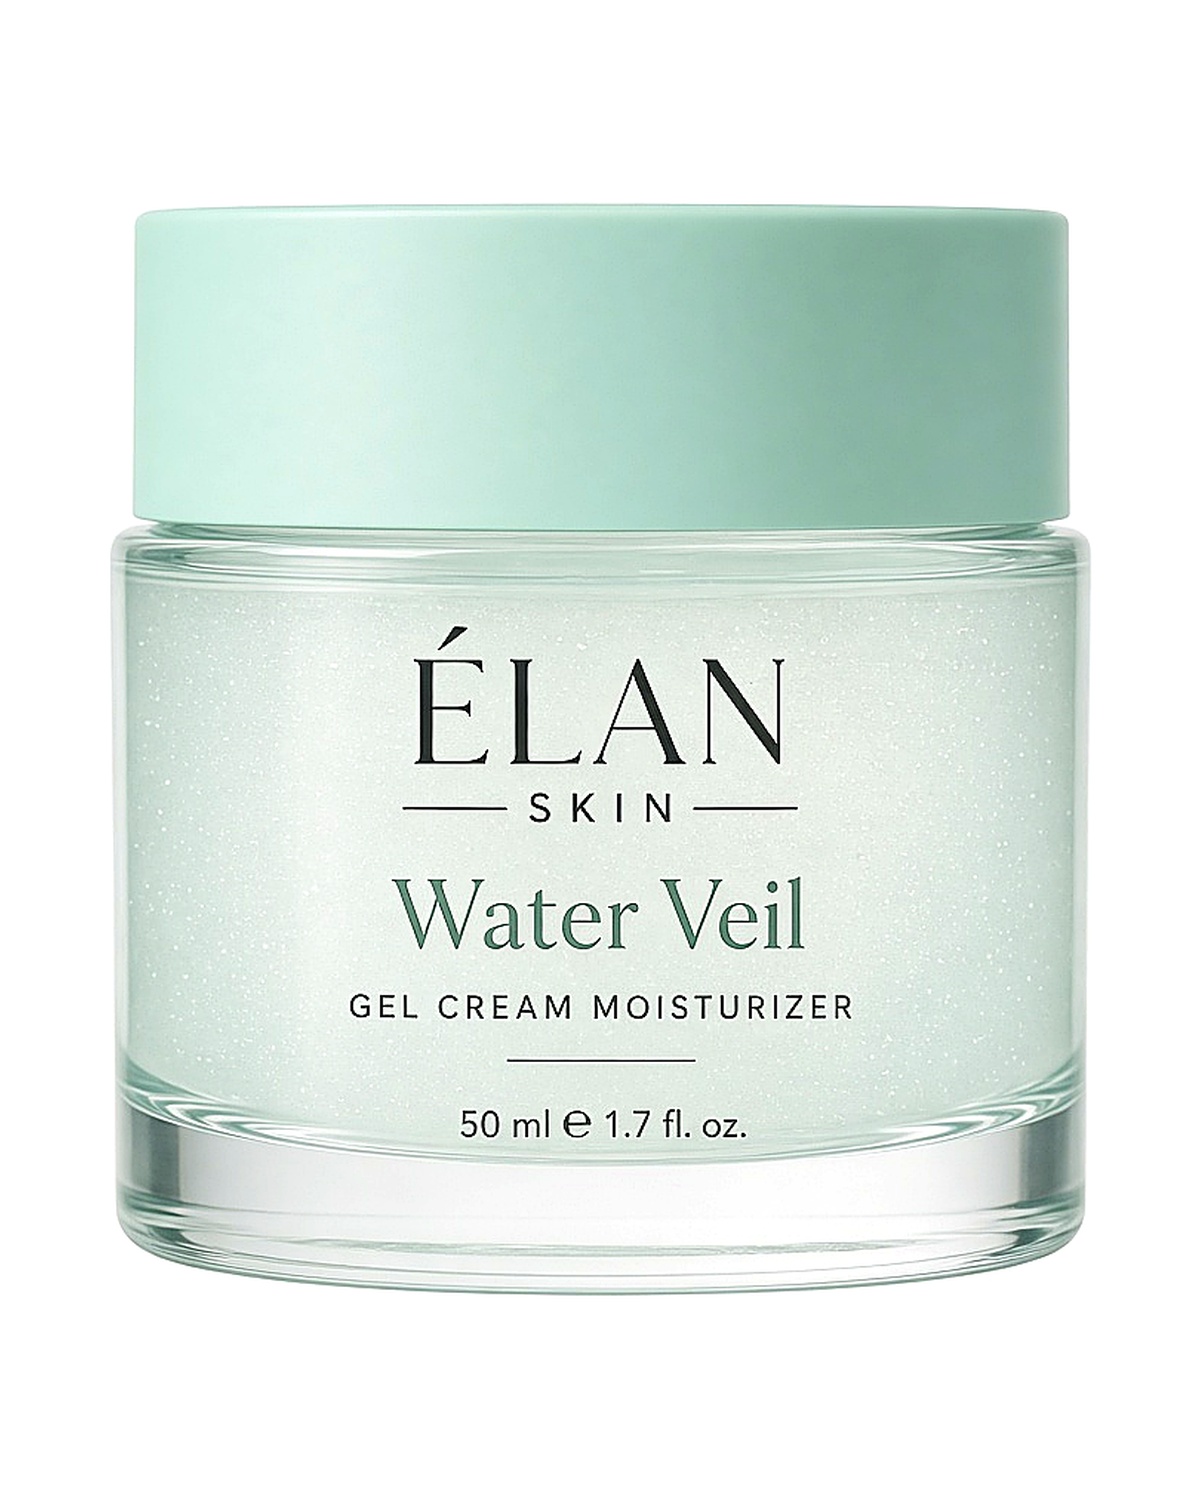 ÉLAN
SKIN
Water Veil
GEL CREAM MOISTURIZER
50 ml ℮ 1.7 fl. oz.